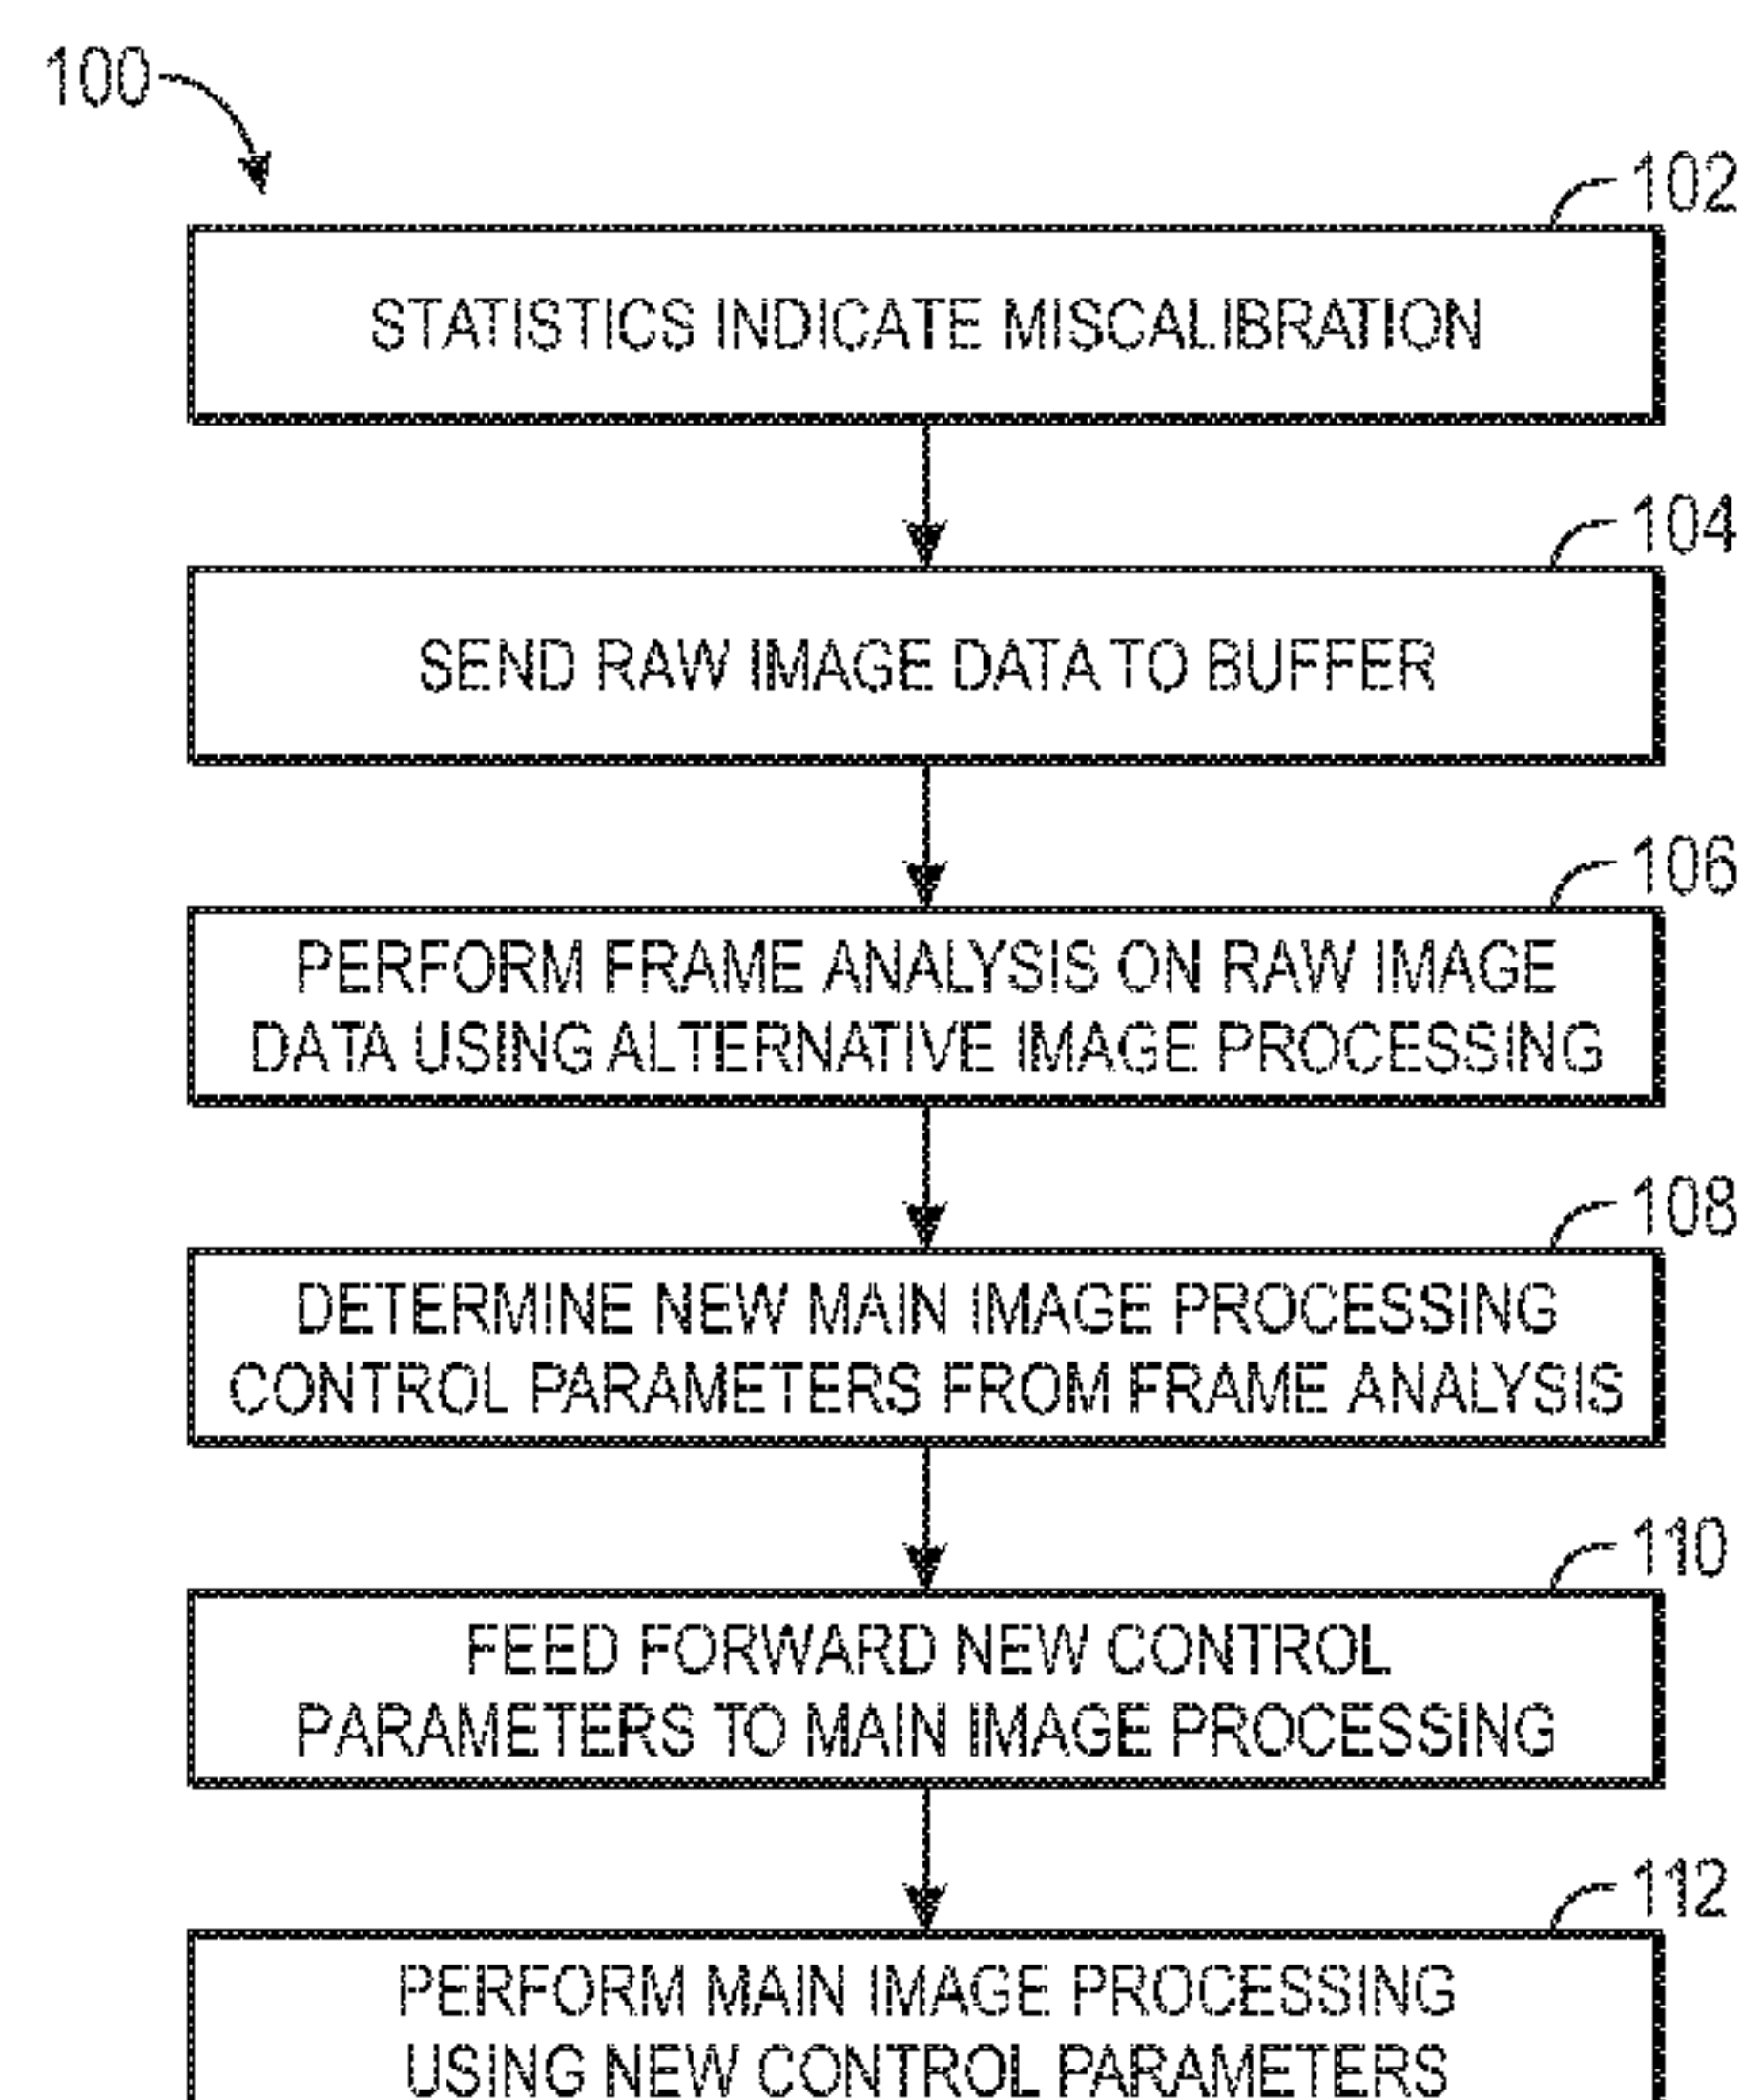 100
102
STATISTICS INDICATE MISCALIBRATION
104
SEND RAW IMAGE DATA TO BUFFER
106
PERFORM FRAME ANALYSIS ON RAW IMAGE
DATA USING ALTERNATIVE IMAGE PROCESSING
108
DETERMINE NEW MAIN IMAGE PROCESSING
CONTROL PARAMETERS FROM FRAME ANALYSIS
110
FEED FORWARD NEW CONTROL
PARAMETERS TO MAIN IMAGE PROCESSING
112
PERFORM MAIN IMAGE PROCESSING
USING NEW CONTROL PARAMETERS